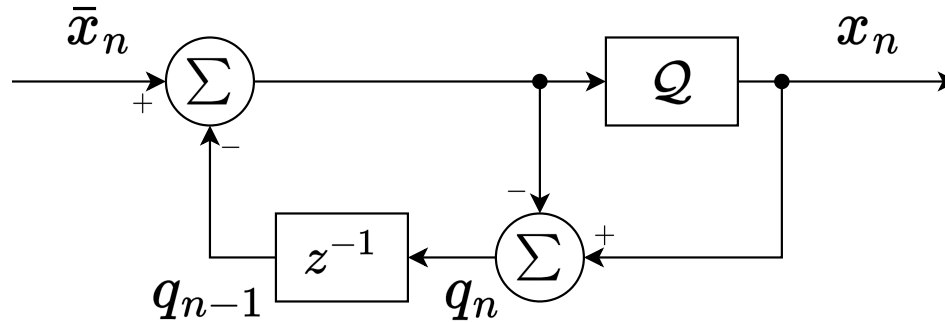 x̄ₙ xₙ
+ ∑ 𝒬
−
− +
z⁻¹ ∑
qₙ₋₁ qₙ